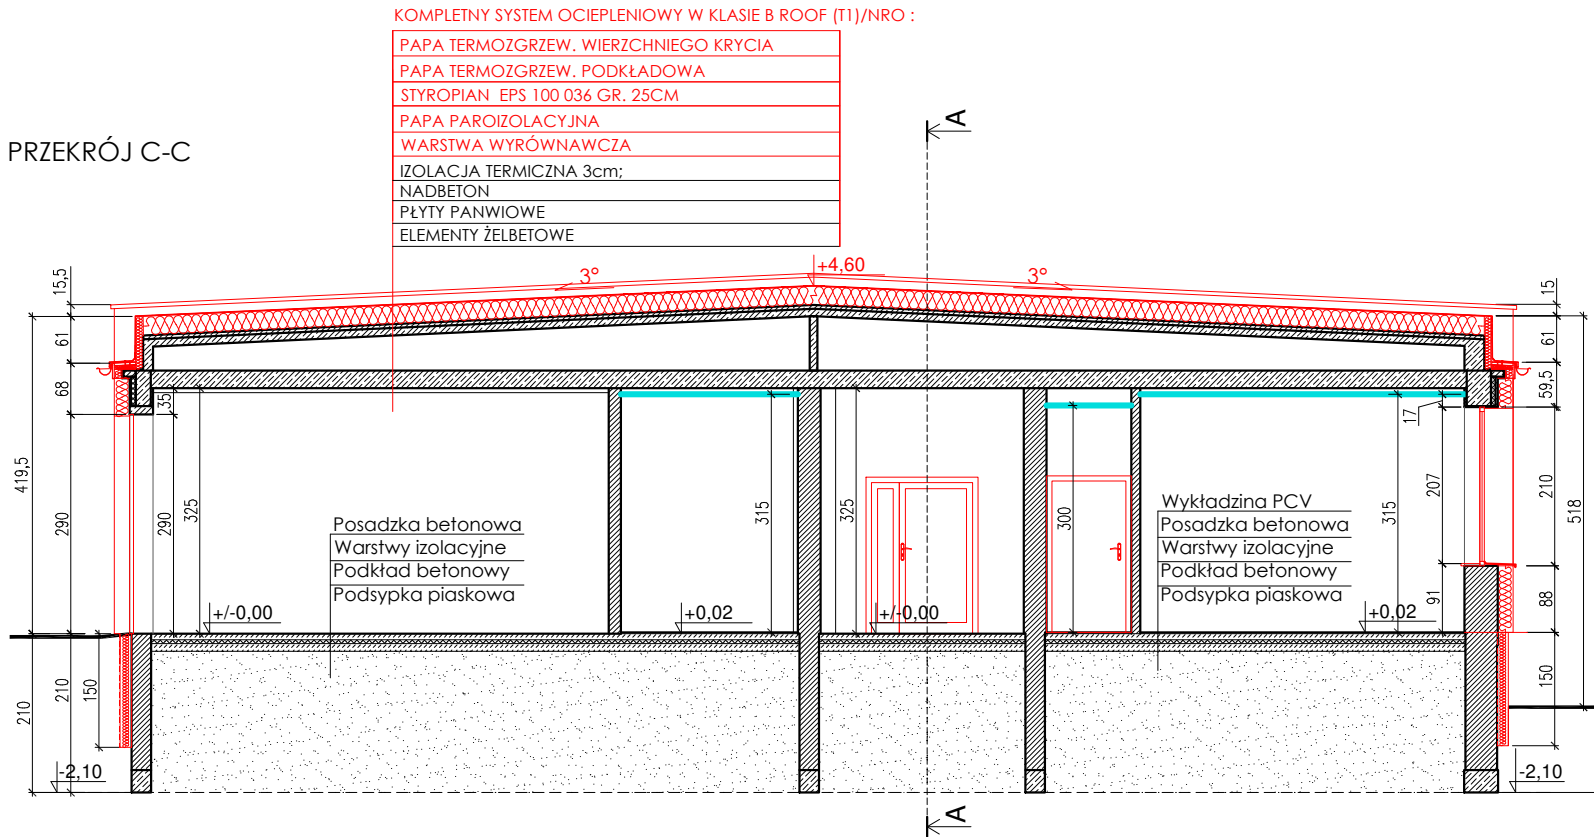 KOMPLETNY SYSTEM OCIEPLENIOWY W KLASIE B ROOF (T1)/NRO :
PAPA TERMOZGRZEW. WIERZCHNIEGO KRYCIA
PAPA TERMOZGRZEW. PODKŁADOWA
STYROPIAN EPS 100 036 GR. 25CM
PAPA PAROIZOLACYJNA
WARSTWA WYRÓWNAWCZA
IZOLACJA TERMICZNA 3cm;
NADBETON
PŁYTY PANWIOWE
ELEMENTY ŻELBETOWE
PRZEKRÓJ C-C
A
+4,60
3°
3°
15,5
61
68
419,5
290
210
210
150
35
290
325
315
325
300
315
17
207
91
15
61
59,5
210
88
150
518
Posadzka betonowa
Warstwy izolacyjne
Podkład betonowy
Podsypka piaskowa
Wykładzina PCV
Posadzka betonowa
Warstwy izolacyjne
Podkład betonowy
Podsypka piaskowa
+/-0,00
+0,02
+/-0,00
+0,02
-2,10
-2,10
A